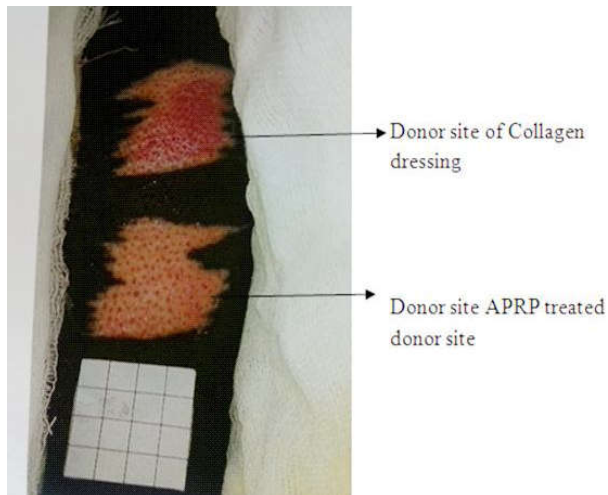 Donor site of Collagen
dressing
Donor site APRP treated
donor site